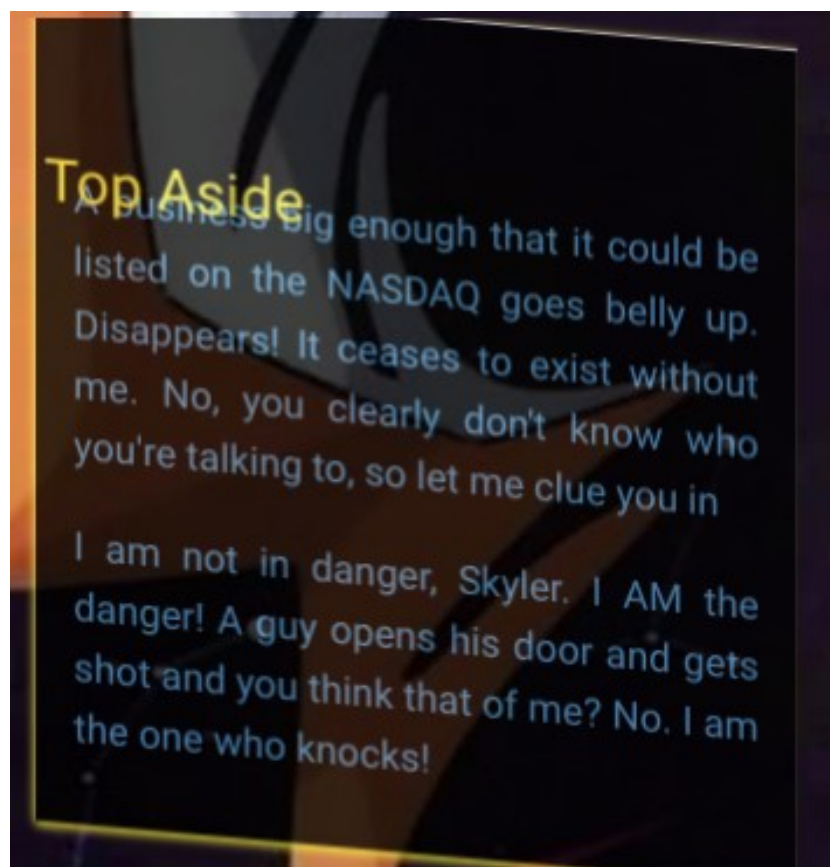 Top Aside
A business big enough that it could be
listed on the NASDAQ goes belly up.
Disappears! It ceases to exist without
me. No, you clearly don't know who
you're talking to, so let me clue you in
I am not in danger, Skyler. I AM the
danger! A guy opens his door and gets
shot and you think that of me? No. I am
the one who knocks!